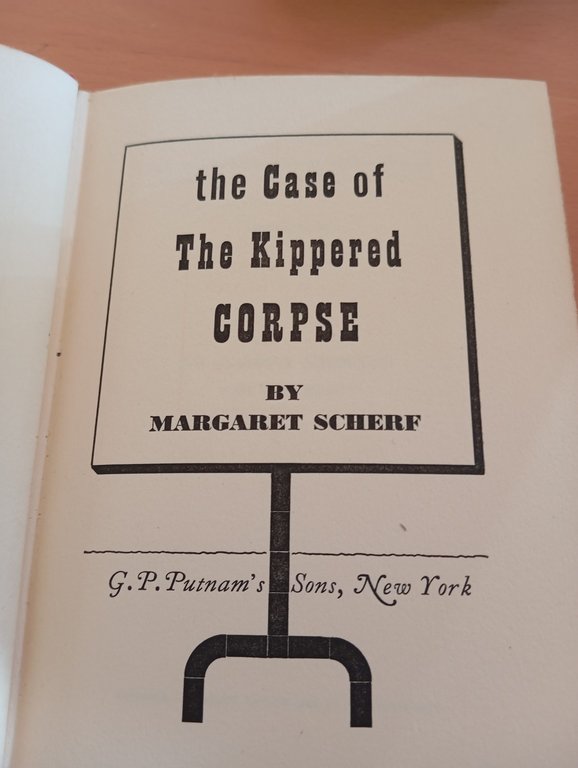 the Case of
The Kippered
CORPSE
BY
MARGARET SCHERF
G.P.Putnam's Sons, New York